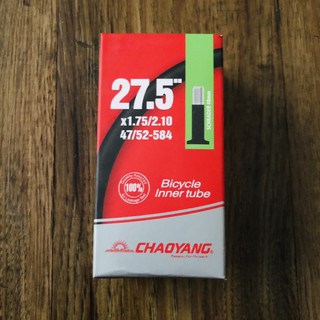 27.5"
x1.75/2.10
47/52-584
100%
Bicycle
Inner tube
CHAOYANG